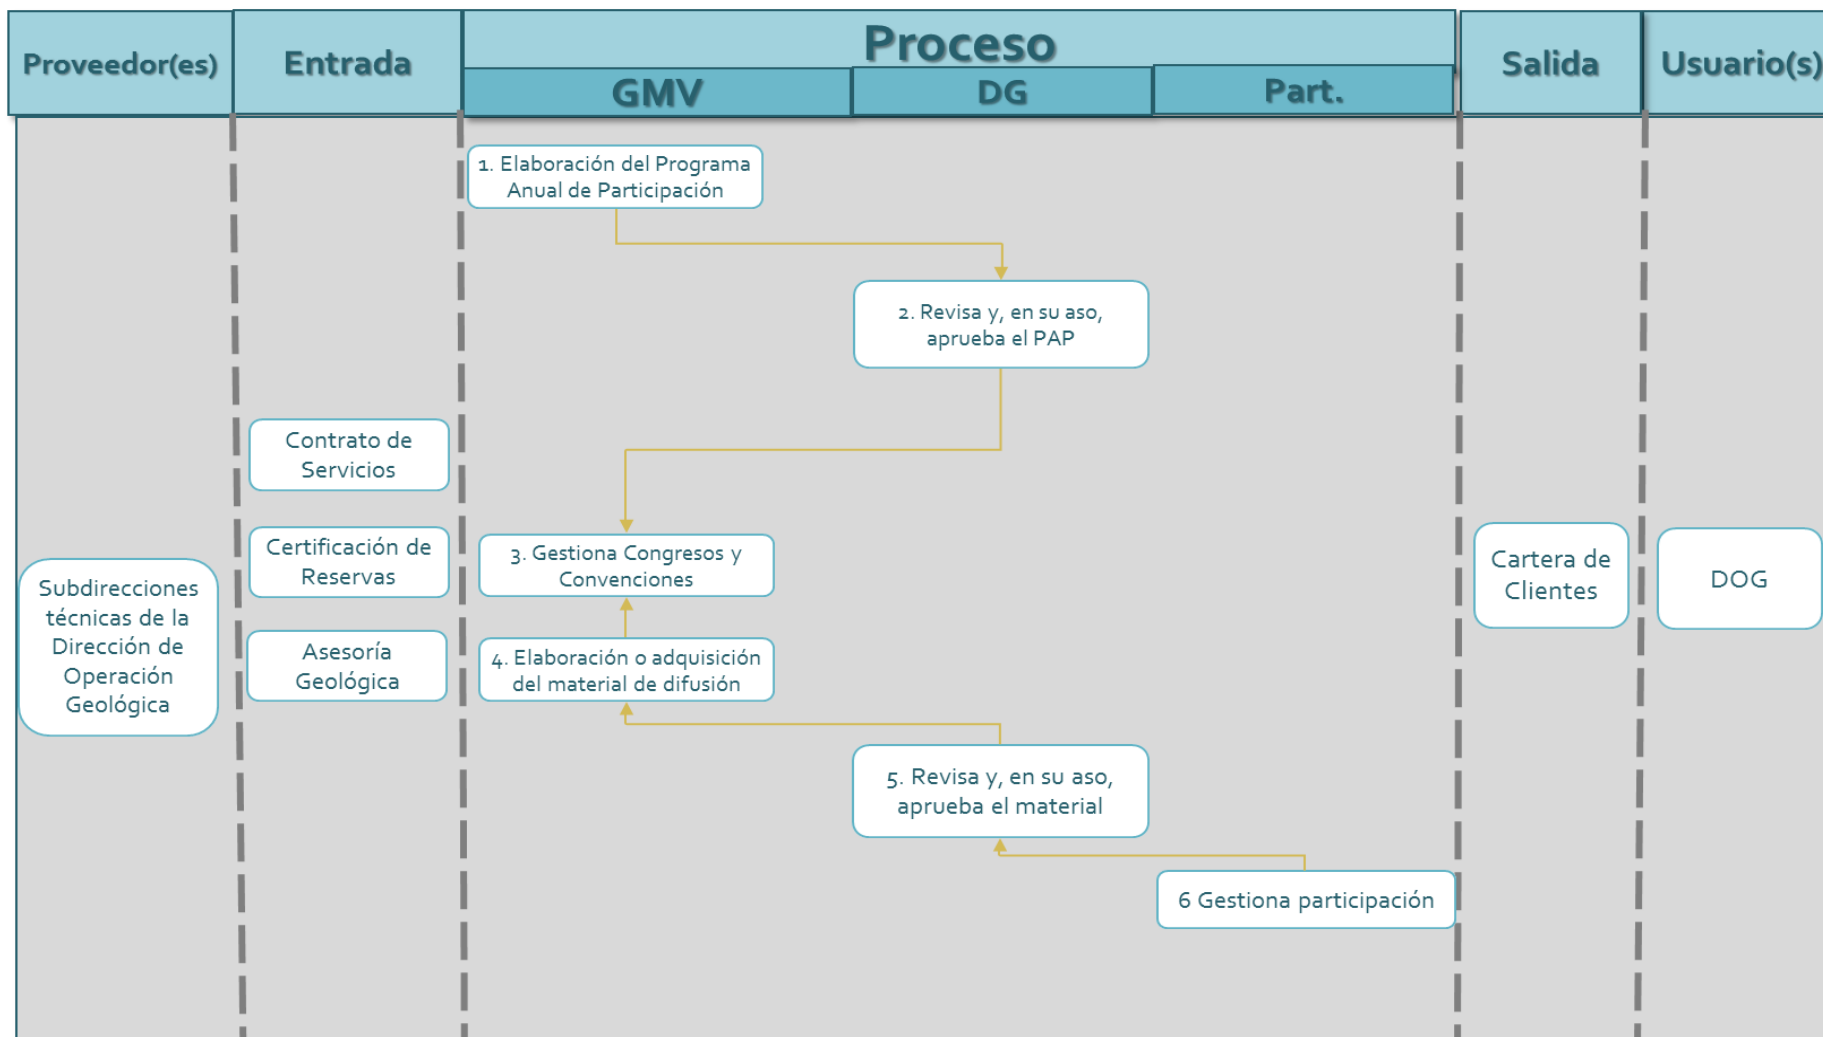 Proveedor(es)
Entrada
Proceso
GMV
DG
Part.
Salida
Usuario(s)
1. Elaboración del Programa
Anual de Participación
2. Revisa y, en su aso,
aprueba el PAP
Contrato de
Servicios
Certificación de
Reservas
Asesoría
Geológica
Subdirecciones
técnicas de la
Dirección de
Operación
Geológica
3. Gestiona Congresos y
Convenciones
4. Elaboración o adquisición
del material de difusión
5. Revisa y, en su aso,
aprueba el material
6 Gestiona participación
Cartera de
Clientes
DOG